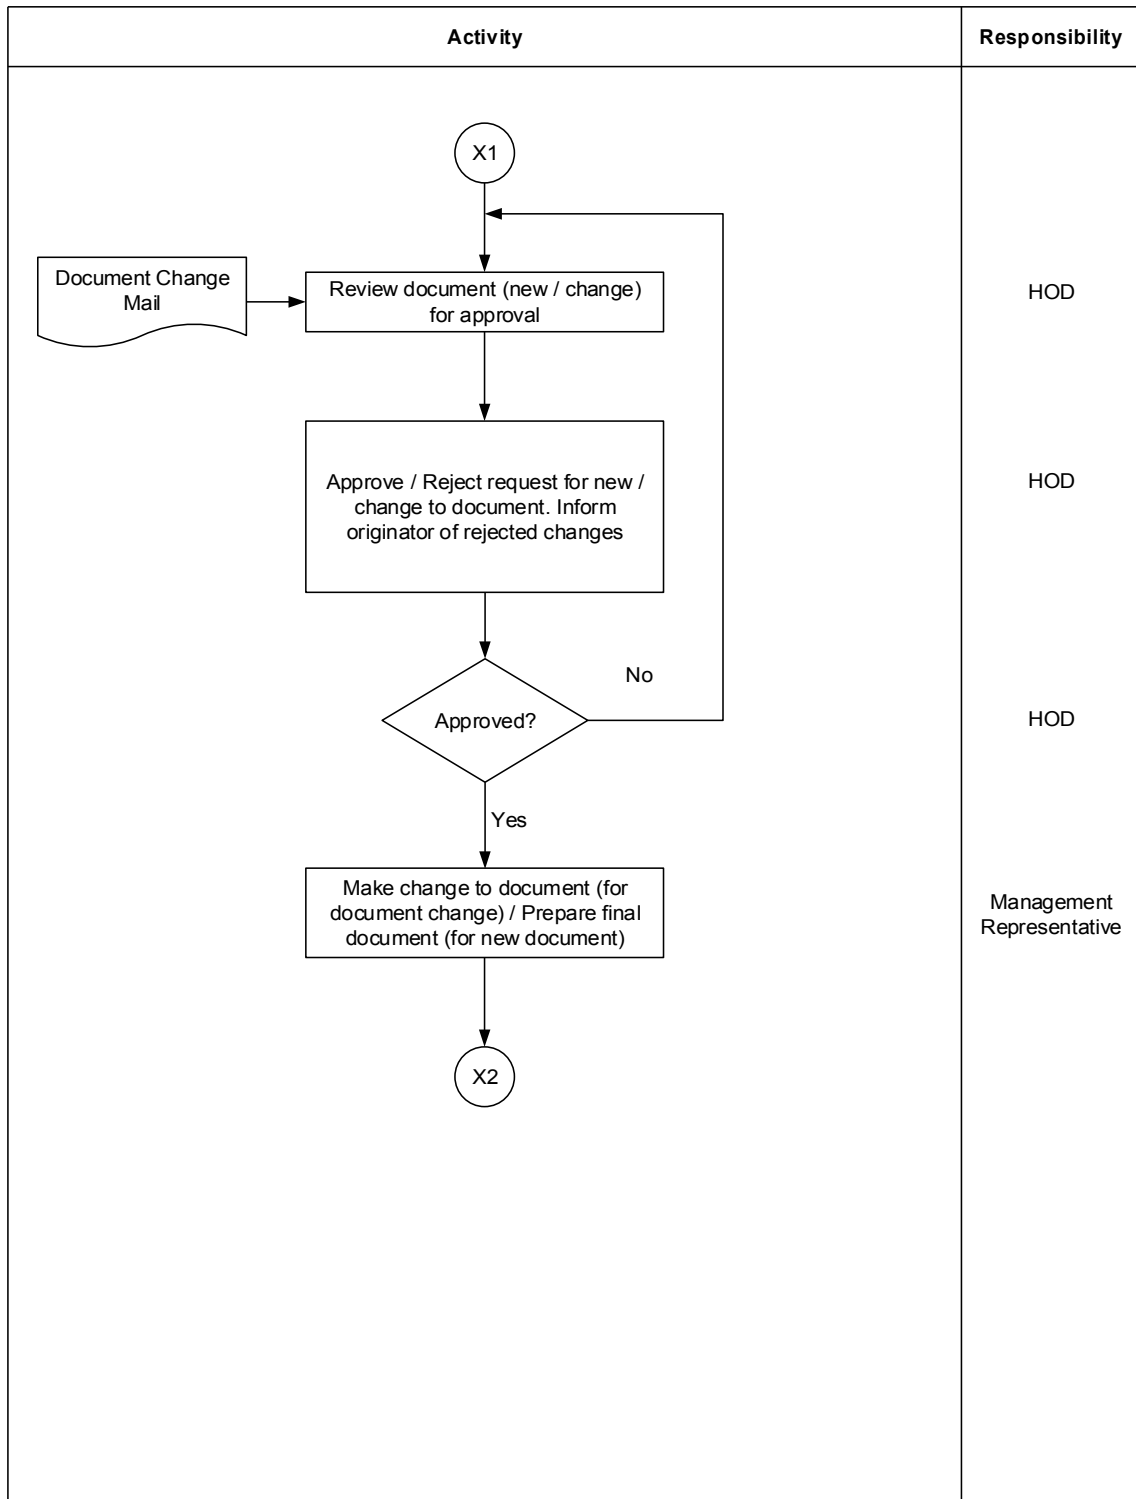 Activity
Responsibility
X1
Document Change
Mail
Review document (new / change)
for approval
HOD
Approve / Reject request for new /
change to document. Inform
originator of rejected changes
HOD
No
Approved?
HOD
Yes
Make change to document (for
document change) / Prepare final
document (for new document)
Management
Representative
X2